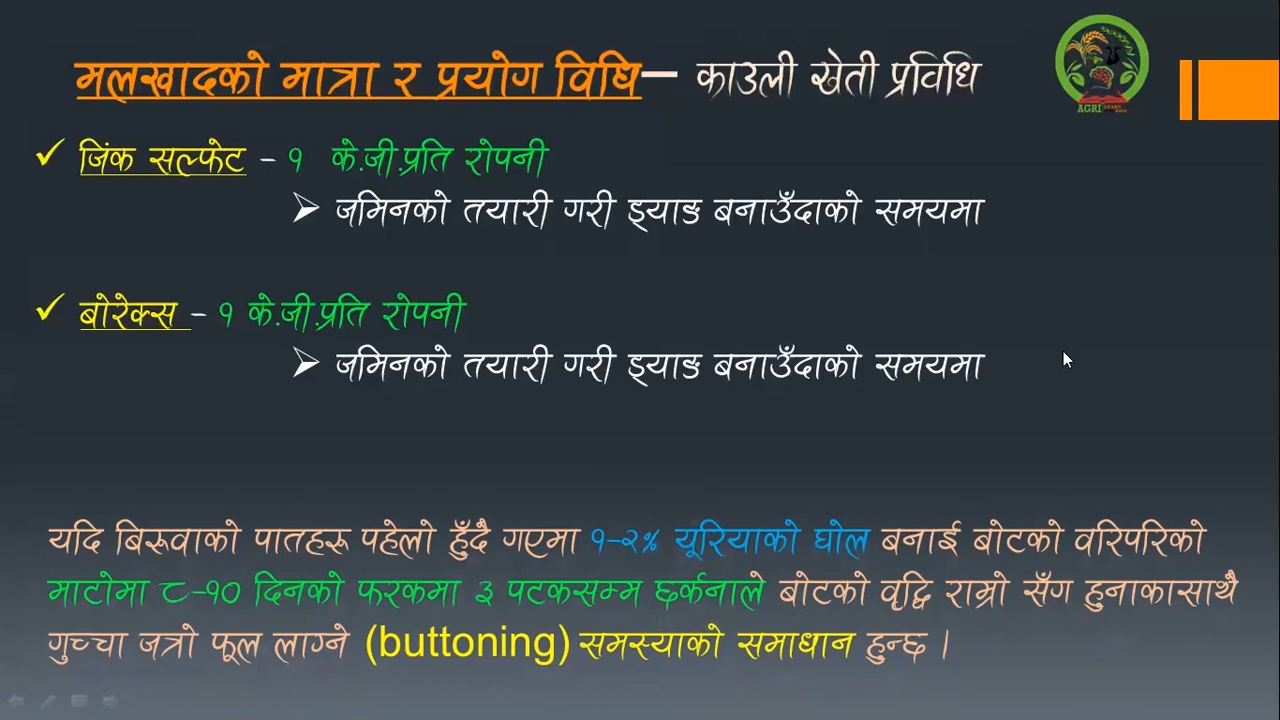 मलखादको मात्रा र प्रयोग विधि– काउली खेती प्रविधि
AGRI
✓ जिंक सल्फेट - १ के.जी.प्रति रोपनी
➢ जमिनको तयारी गरी ड्याङ बनाउँदाको समयमा
✓ बोरेक्स - १ के.जी.प्रति रोपनी
➢ जमिनको तयारी गरी ड्याङ बनाउँदाको समयमा
यदि बिरूवाको पातहरू पहेलो हुँदै गएमा १-२% यूरियाको घोल बनाई बोटको वरिपरिको
माटोमा ८-१० दिनको फरकमा ३ पटकसम्म छर्कनाले बोटको वृद्वि राम्रो सँग हुनाकासाथै
गुच्चा जत्रो फूल लाग्ने (buttoning) समस्याको समाधान हुन्छ ।